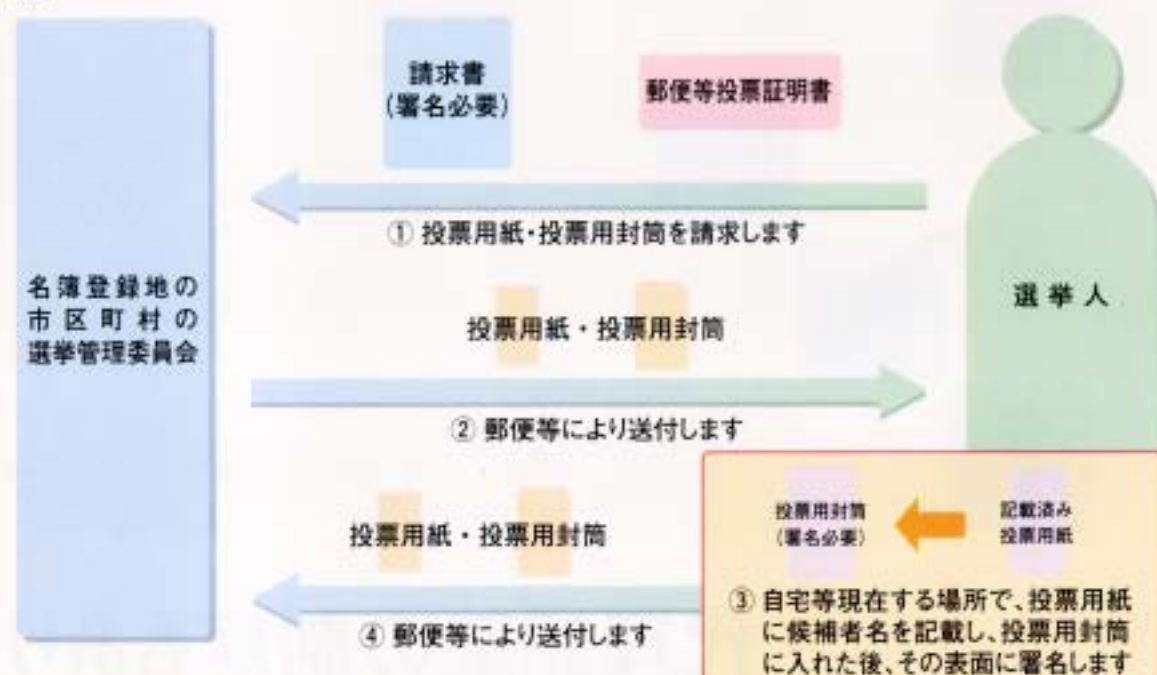 請求書
(署名必要)
郵便等投票証明書
① 投票用紙・投票用封筒を請求します
名簿登録地の
市区町村の
選挙管理委員会
選挙人
投票用紙・投票用封筒
② 郵便等により送付します
投票用紙・投票用封筒
投票用封筒
(署名必要)
記載済み
投票用紙
③ 自宅等現在する場所で、投票用紙
に候補者名を記載し、投票用封筒
に入れた後、その表面に署名します
④ 郵便等により送付します